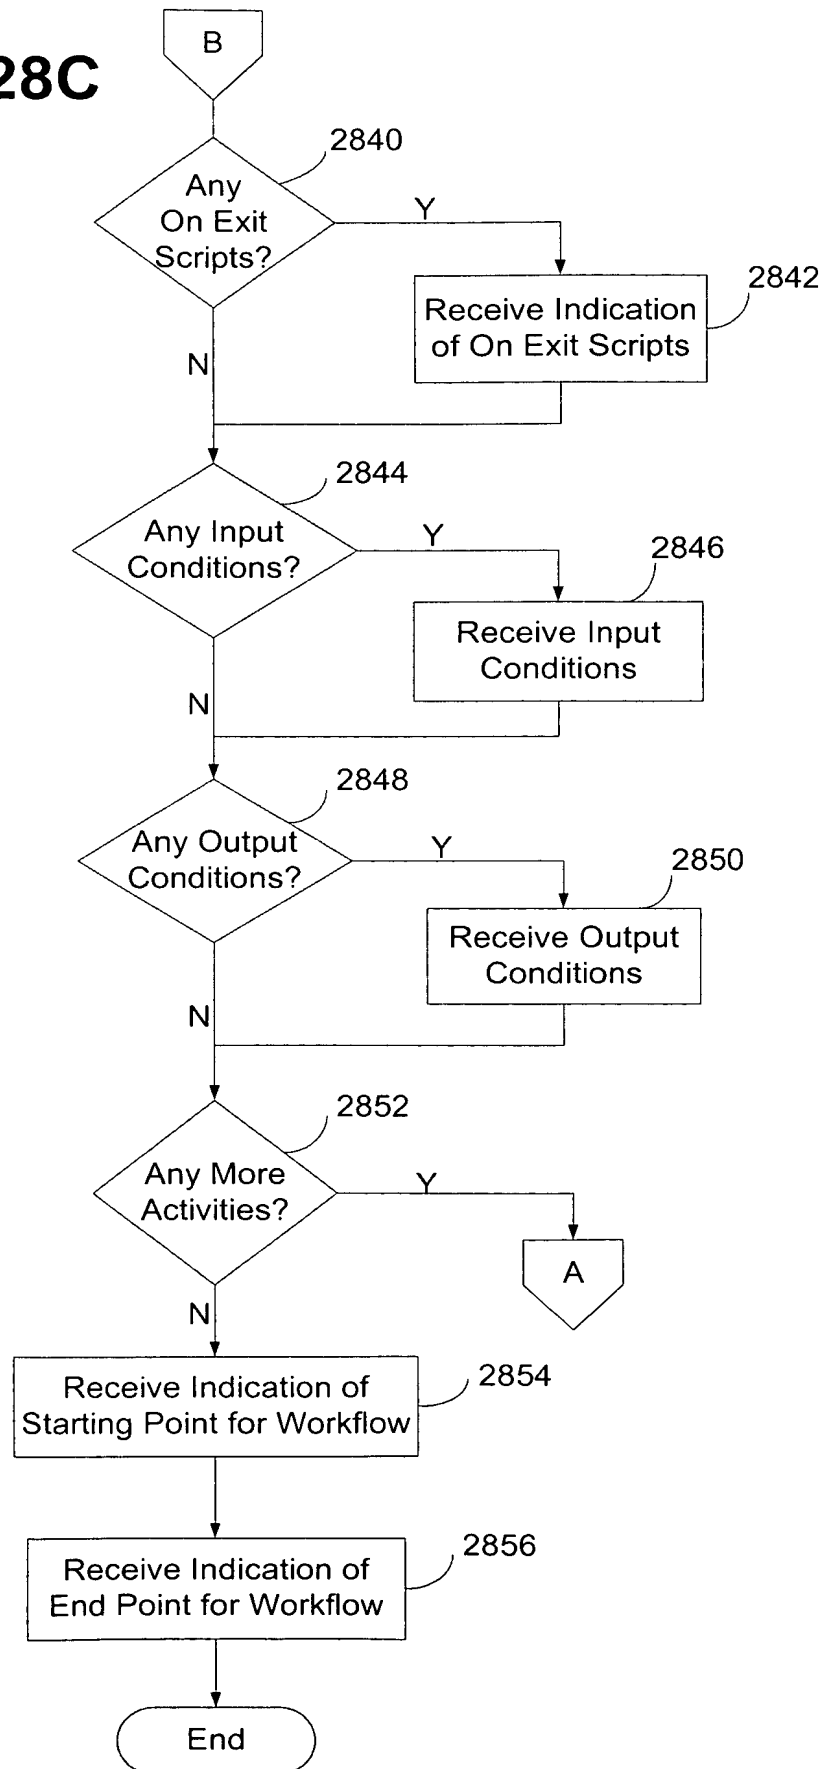 B
28C
2840
Any
On Exit
Scripts?
Y
2842
Receive Indication
of On Exit Scripts
N
2844
Any Input
Conditions?
Y
2846
Receive Input
Conditions
N
2848
Any Output
Conditions?
Y
2850
Receive Output
Conditions
N
2852
Any More
Activities?
Y
A
N
2854
Receive Indication of
Starting Point for Workflow
2856
Receive Indication of
End Point for Workflow
End